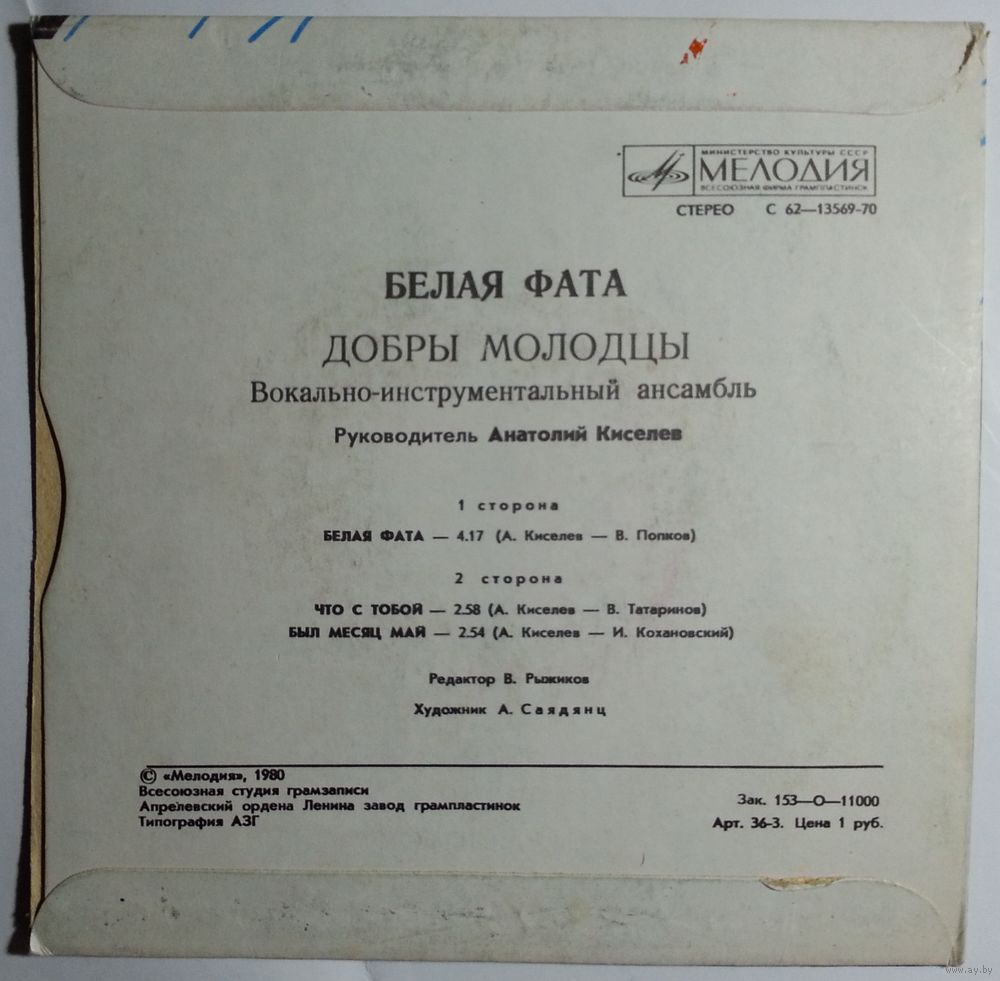 МИНИСТЕРСТВО КУЛЬТУРЫ СССР
МЕЛОДИЯ
ВСЕСОЮЗНАЯ ФИРМА ГРАМПЛАСТИНОК
СТЕРЕО С 62—13569-70
БЕЛАЯ ФАТА
ДОБРЫ МОЛОДЦЫ
Вокально-инструментальный ансамбль
Руководитель Анатолий Киселев
1 сторона
БЕЛАЯ ФАТА — 4.17 (А. Киселев — В. Попков)
2 сторона
ЧТО С ТОБОЙ — 2.58 (А. Киселев — В. Татаринов)
БЫЛ МЕСЯЦ МАЙ — 2.54 (А. Киселев — И. Кохановский)
Редактор В. Рыжиков
Художник А. Саядянц
© «Мелодия», 1980
Всесоюзная студия грамзаписи
Апрелевский ордена Ленина завод грампластинок
Типография АЗГ
Зак. 153—О—11000
Арт. 36-3. Цена 1 руб.
www.ay.by